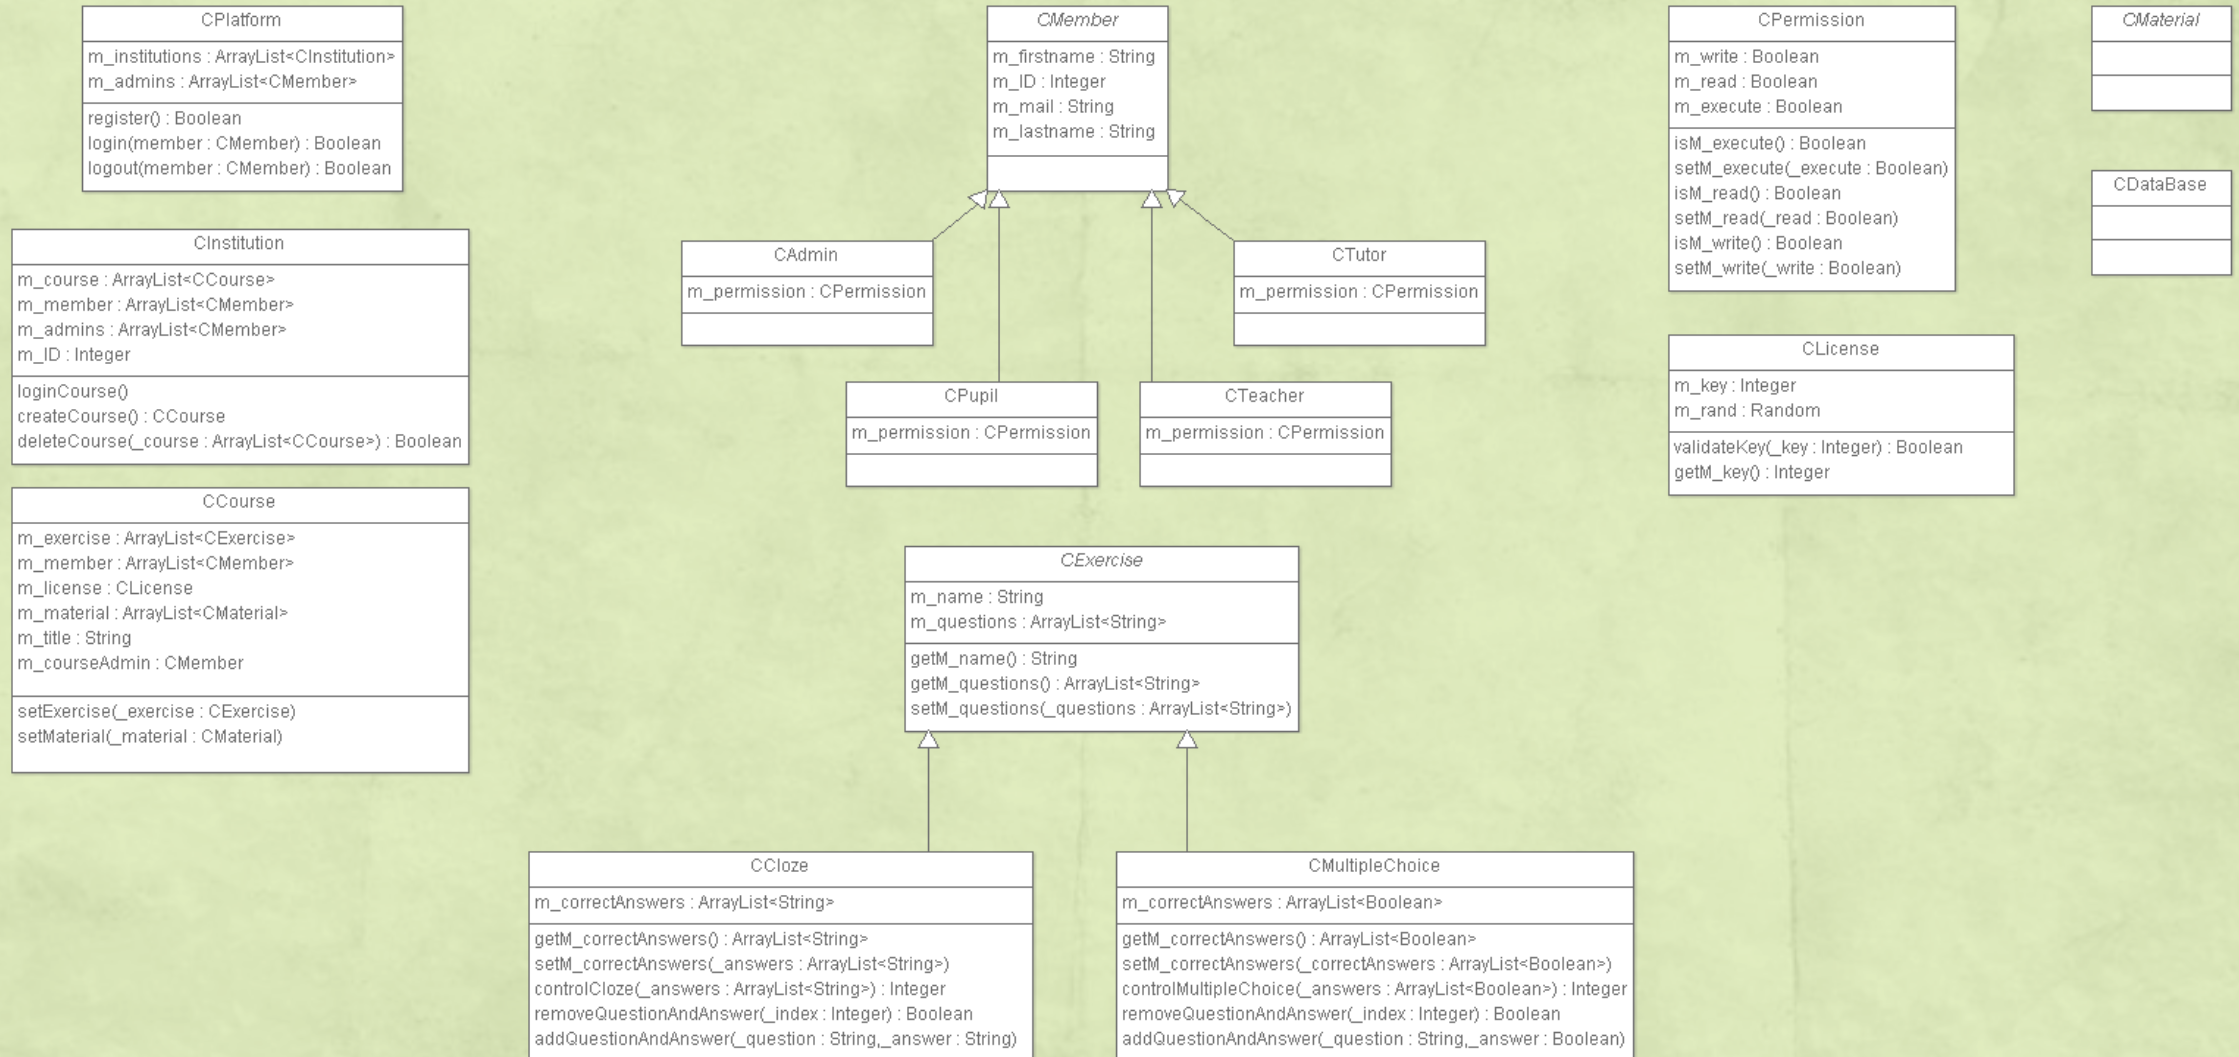 CPlatform
m_institutions : ArrayList<CInstitution>
m_admins : ArrayList<CMember>
register() : Boolean
login(member : CMember) : Boolean
logout(member : CMember) : Boolean
CInstitution
m_course : ArrayList<CCourse>
m_member : ArrayList<CMember>
m_admins : ArrayList<CMember>
m_ID : Integer
loginCourse()
createCourse() : CCourse
deleteCourse(_course : ArrayList<CCourse>) : Boolean
CCourse
m_exercise : ArrayList<CExercise>
m_member : ArrayList<CMember>
m_license : CLicense
m_material : ArrayList<CMaterial>
m_title : String
m_courseAdmin : CMember
setExercise(_exercise : CExercise)
setMaterial(_material : CMaterial)
CMember
m_firstname : String
m_ID : Integer
m_mail : String
m_lastname : String
CAdmin
m_permission : CPermission
CTutor
m_permission : CPermission
CPupil
m_permission : CPermission
CTeacher
m_permission : CPermission
CExercise
m_name : String
m_questions : ArrayList<String>
getM_name() : String
getM_questions() : ArrayList<String>
setM_questions(_questions : ArrayList<String>)
CCloze
m_correctAnswers : ArrayList<String>
getM_correctAnswers() : ArrayList<String>
setM_correctAnswers(_answers : ArrayList<String>)
controlCloze(_answers : ArrayList<String>) : Integer
removeQuestionAndAnswer(_index : Integer) : Boolean
addQuestionAndAnswer(_question : String,_answer : String)
CMultipleChoice
m_correctAnswers : ArrayList<Boolean>
getM_correctAnswers() : ArrayList<Boolean>
setM_correctAnswers(_correctAnswers : ArrayList<Boolean>)
controlMultipleChoice(_answers : ArrayList<Boolean>) : Integer
removeQuestionAndAnswer(_index : Integer) : Boolean
addQuestionAndAnswer(_question : String,_answer : Boolean)
CPermission
m_write : Boolean
m_read : Boolean
m_execute : Boolean
isM_execute() : Boolean
setM_execute(_execute : Boolean)
isM_read() : Boolean
setM_read(_read : Boolean)
isM_write() : Boolean
setM_write(_write : Boolean)
CLicense
m_key : Integer
m_rand : Random
validateKey(_key : Integer) : Boolean
getM_key() : Integer
CMaterial
CDataBase